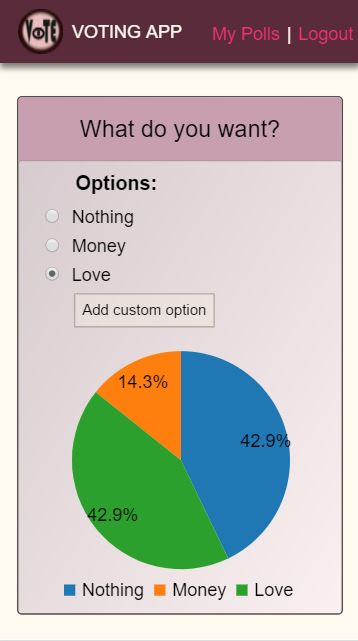 VOTE VOTING APP My Polls | Logout
What do you want?
Options:
Nothing
Money
Love
Add custom option
14.3%
42.9%
42.9%
Nothing Money Love